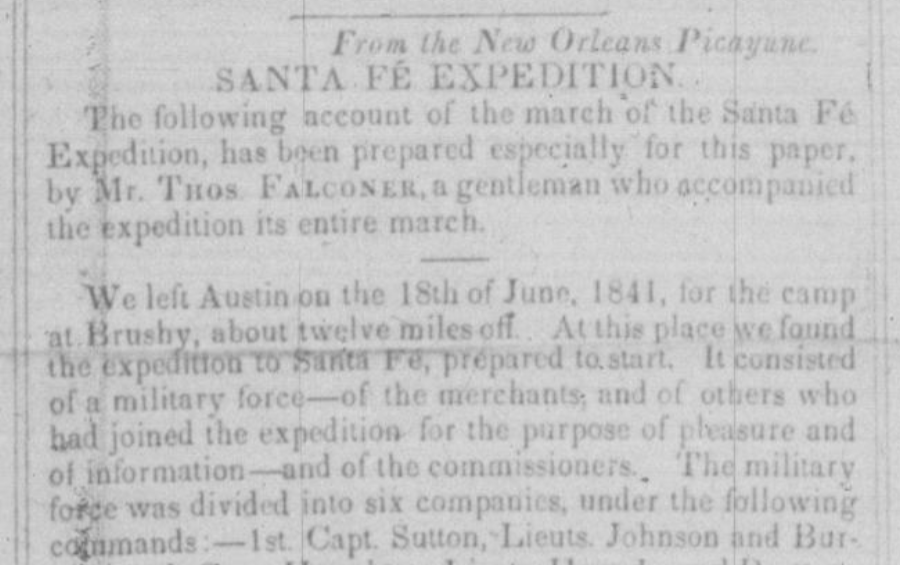 From the New Orleans Picayune.
SANTA FÉ EXPEDITION.
The following account of the march of the Santa Fé
Expedition, has been prepared especially for this paper,
by Mr. THOS. FALCONER, a gentleman who accompanied
the expedition its entire march.
We left Austin on the 18th of June, 1841, for the camp
at Brushy, about twelve miles off. At this place we found
the expedition to Santa Fé, prepared to start. It consisted
of a military force—of the merchants, and of others who
had joined the expedition for the purpose of pleasure and
of information—and of the commissioners. The military
force was divided into six companies, under the following
commands:—1st. Capt. Sutton, Lieuts. Johnson and Bur-